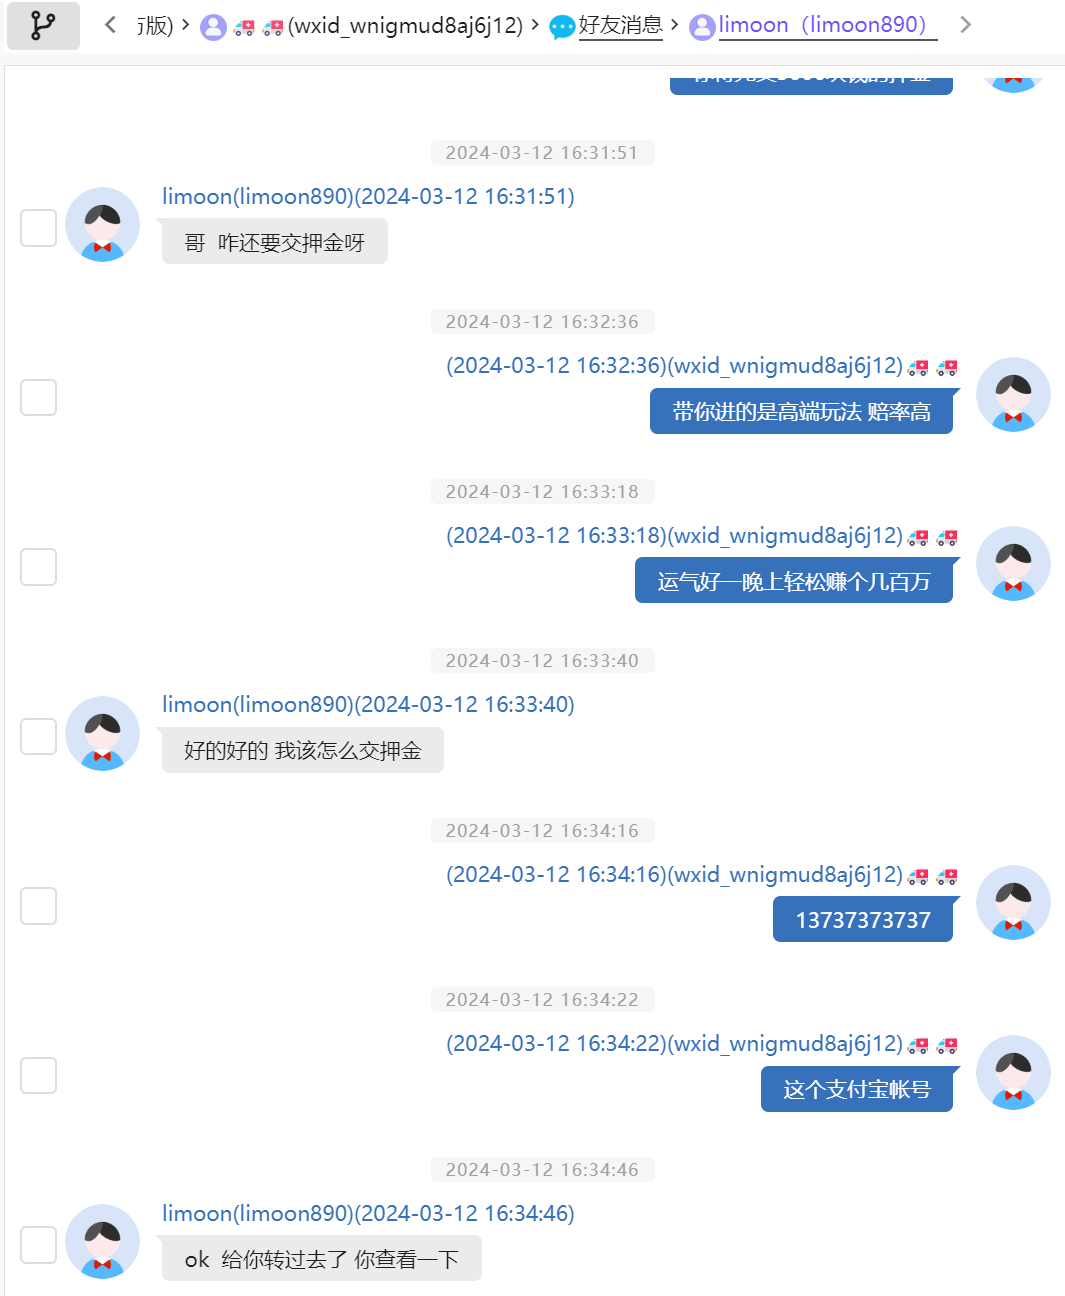 方版) > (wxid_wnigmud8aj6j12) > 好友消息 > limoon（limoon890）
2024-03-12 16:31:51
limoon(limoon890)(2024-03-12 16:31:51)
哥 咋还要交押金呀
2024-03-12 16:32:36
(2024-03-12 16:32:36)(wxid_wnigmud8aj6j12)
带你进的是高端玩法 赔率高
2024-03-12 16:33:18
(2024-03-12 16:33:18)(wxid_wnigmud8aj6j12)
运气好一晚上轻松赚个几百万
2024-03-12 16:33:40
limoon(limoon890)(2024-03-12 16:33:40)
好的好的 我该怎么交押金
2024-03-12 16:34:16
(2024-03-12 16:34:16)(wxid_wnigmud8aj6j12)
13737373737
2024-03-12 16:34:22
(2024-03-12 16:34:22)(wxid_wnigmud8aj6j12)
这个支付宝帐号
2024-03-12 16:34:46
limoon(limoon890)(2024-03-12 16:34:46)
ok 给你转过去了 你查看一下